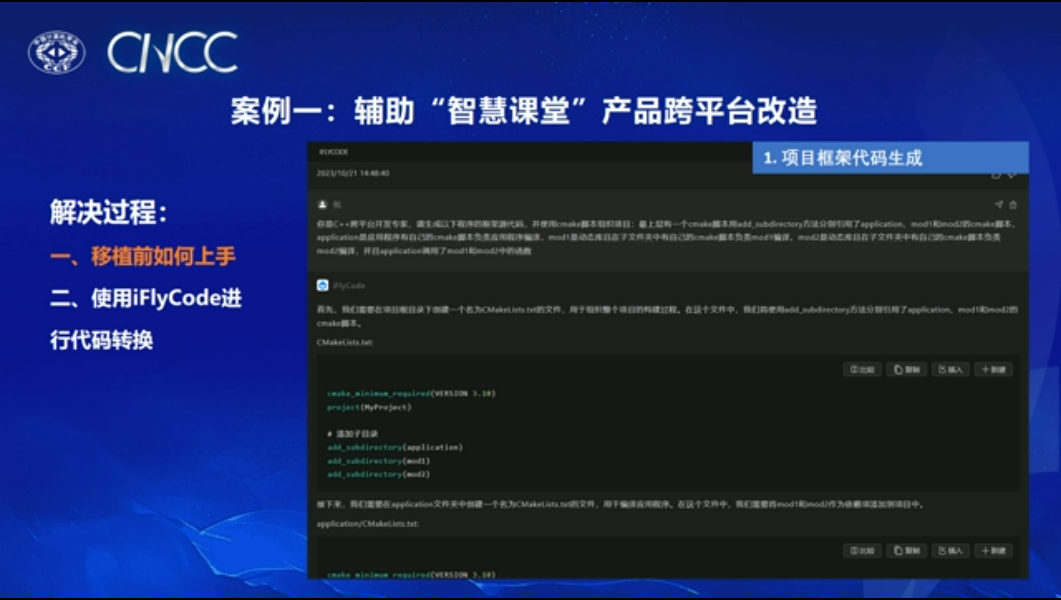 CNCC
案例一：辅助“智慧课堂”产品跨平台改造
解决过程：
一、移植前如何上手
二、使用iFlyCode进
行代码转换
1. 项目框架代码生成
iFLYCODE
2023/10/21 14:48:40
我
你是C++跨平台开发专家，请生成以下程序的框架源代码，并使用cmake脚本组织项目：最上层有一个cmake脚本用add_subdirectory方法分别引用了application、mod1和mod2的cmake脚本，
application是应用程序有自己的cmake脚本负责应用程序编译，mod1是动态库且在子文件夹中有自己的cmake脚本负责mod1编译，mod2是动态库且在子文件夹中有自己的cmake脚本负责
mod2编译，并且application调用了mod1和mod2中的函数
iFlyCode
首先，我们需要在项目根目录下创建一个名为CMakeLists.txt的文件，用于组织整个项目的构建过程。在这个文件中，我们将使用add_subdirectory方法分别引用了application、mod1和mod2的
cmake脚本。
CMakeLists.txt:
比较 复制 插入 新建
cmake_minimum_required(VERSION 3.10)
project(MyProject)
# 添加子目录
add_subdirectory(application)
add_subdirectory(mod1)
add_subdirectory(mod2)
接下来，我们需要在application文件夹中创建一个名为CMakeLists.txt的文件，用于编译应用程序。在这个文件中，我们需要将mod1和mod2作为依赖项添加到项目中。
application/CMakeLists.txt:
比较 复制 插入 新建
cmake_minimum_required(VERSION 3.10)